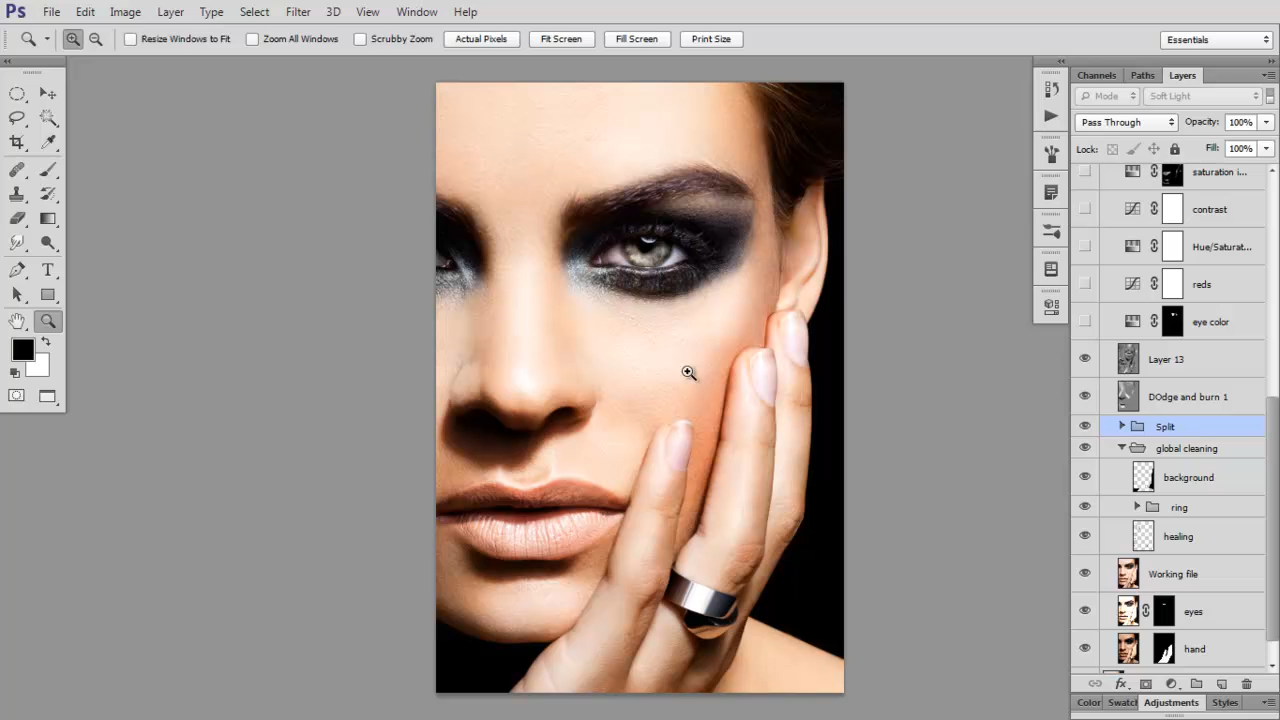 Ps File Edit Image Layer Type Select Filter 3D View Window Help
Resize Windows to Fit Zoom All Windows Scrubby Zoom Actual Pixels Fit Screen Fill Screen Print Size Essentials
Channels Paths Layers
Mode Soft Light
Pass Through Opacity: 100%
Lock: Fill: 100%
saturation i...
contrast
Hue/Saturat...
reds
eye color
Layer 13
DOdge and burn 1
Split
global cleaning
background
ring
healing
Working file
eyes
hand
fx
Color Swatc Adjustments Styles